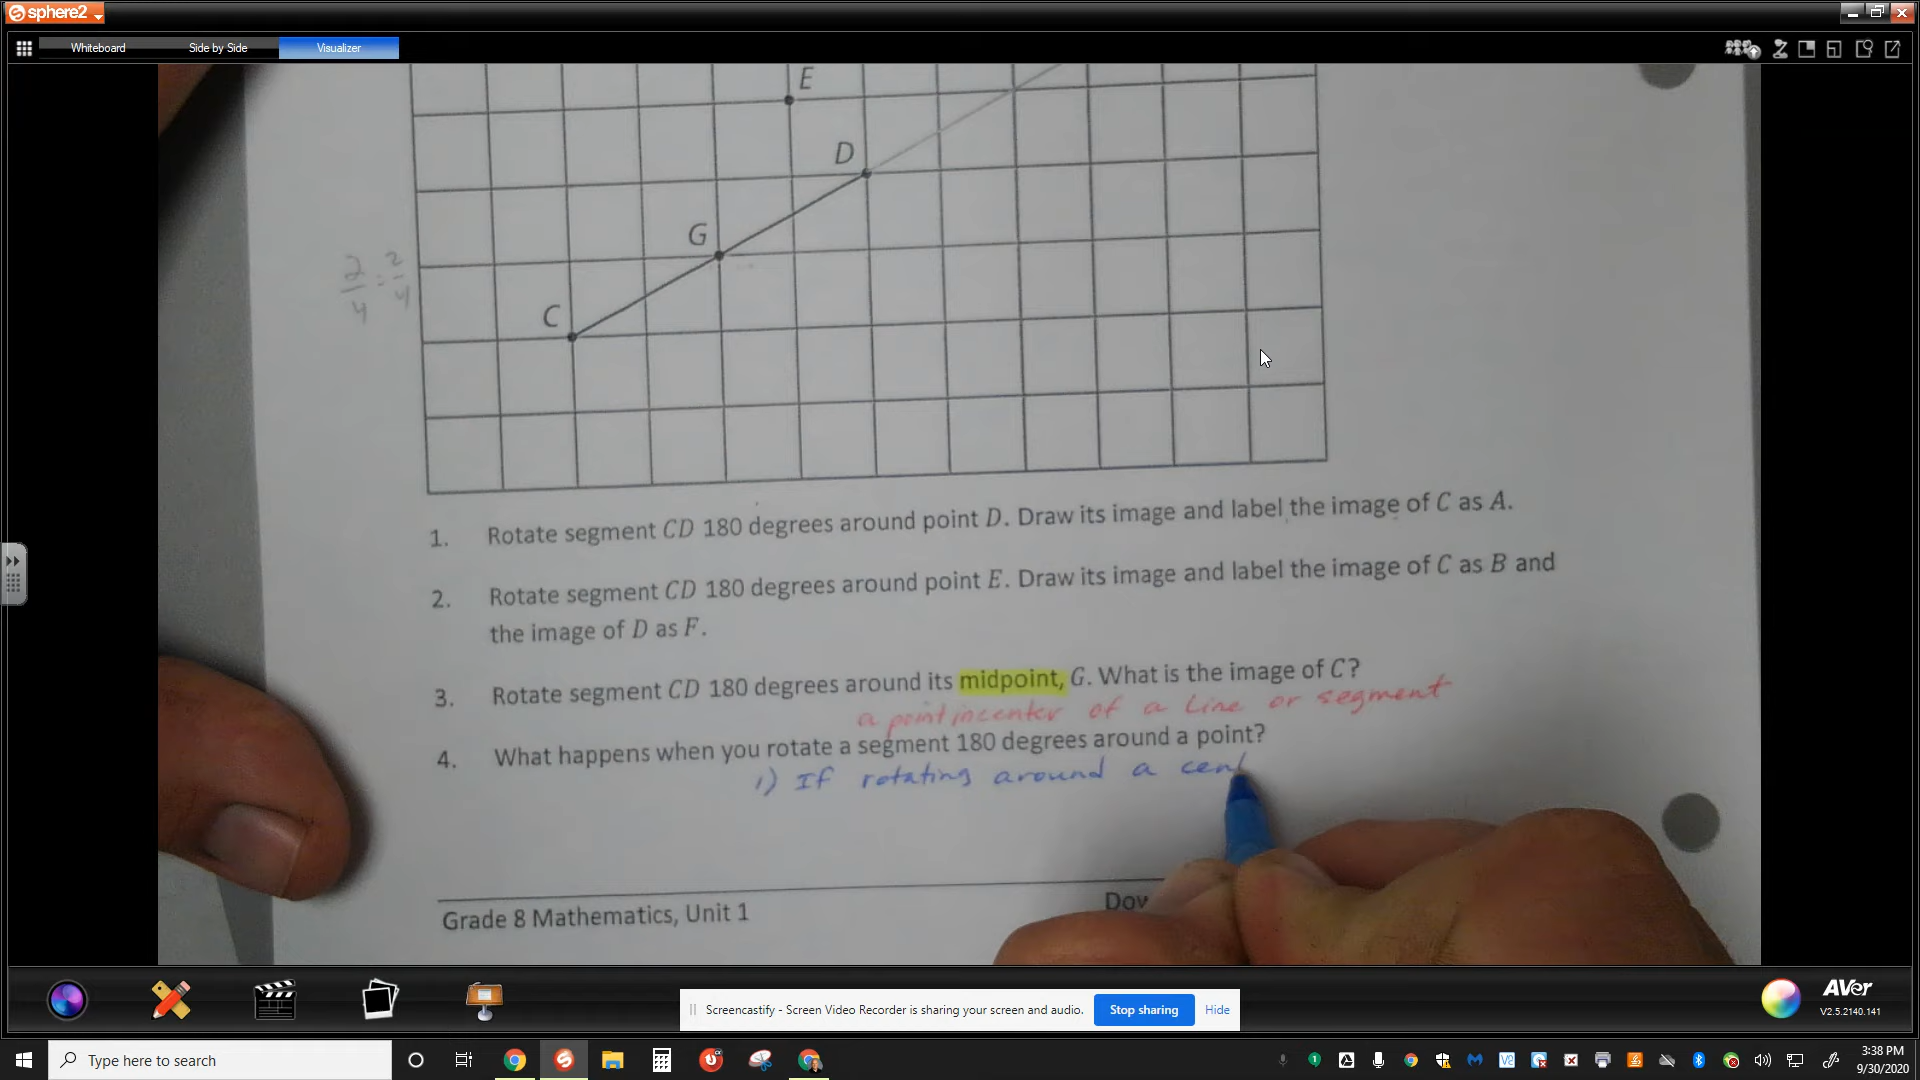 sphere2
Whiteboard Side by Side Visualizer
E
D
G
2/4 = 2/4
C
1. Rotate segment CD 180 degrees around point D. Draw its image and label the image of C as A.
2. Rotate segment CD 180 degrees around point E. Draw its image and label the image of C as B and
the image of D as F.
3. Rotate segment CD 180 degrees around its midpoint, G. What is the image of C?
a point in center of a line or segment
4. What happens when you rotate a segment 180 degrees around a point?
1) If rotating around a cent
Grade 8 Mathematics, Unit 1
Dow
AVer
V2.5.2140.141
Screencastify - Screen Video Recorder is sharing your screen and audio. Stop sharing Hide
Type here to search
3:38 PM
9/30/2020